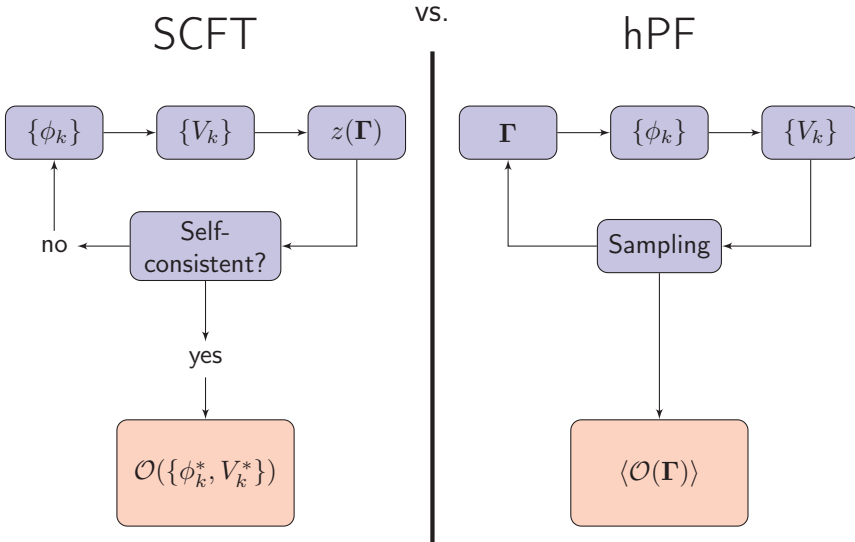 vs.
SCFT
hPF
{ϕ_k}
{V_k}
z(Γ)
Γ
{ϕ_k}
{V_k}
no
Self-
consistent?
Sampling
yes
𝒪({ϕ_k^*, V_k^*})
⟨𝒪(Γ)⟩